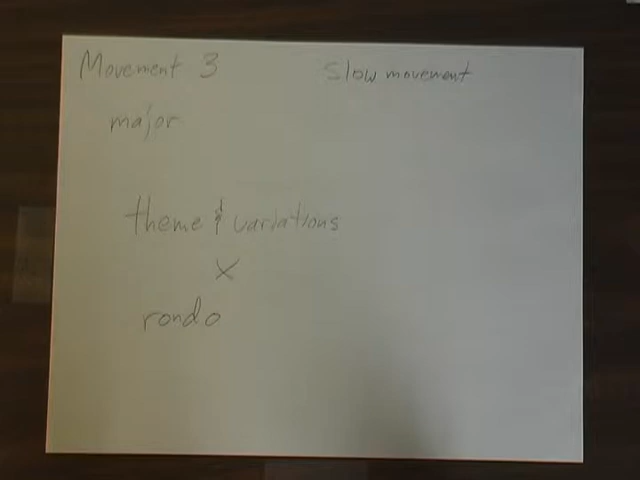 Movement 3
Slow movement
major
theme & variations
×
rondo